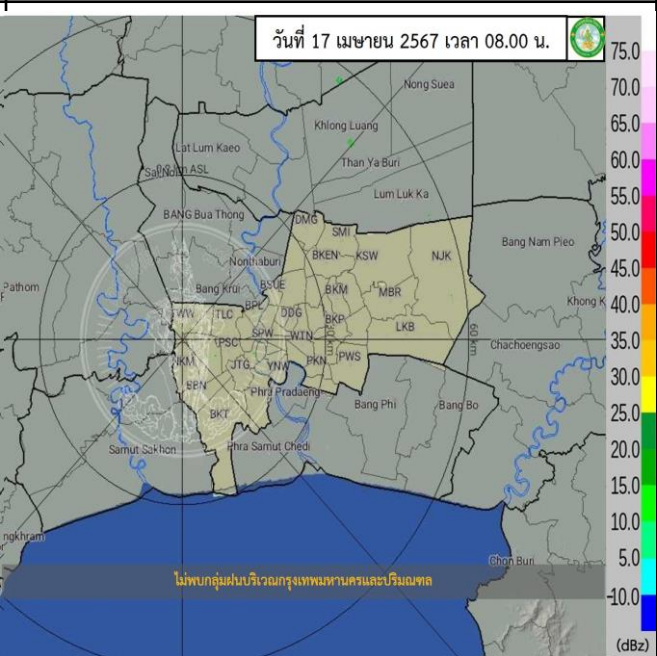 วันที่ 17 เมษายน 2567 เวลา 08.00 น.
75.0
70.0
65.0
60.0
55.0
50.0
45.0
40.0
35.0
30.0
25.0
20.0
15.0
10.0
5.0
-10.0
(dBz)
Nong Suea
Khlong Luang
Lat Lum Kaeo
Than Ya Buri
Lum Luk Ka
BANG Bua Thong
DMG
SMI
BKEN
KSW
NJK
Bang Nam Pieo
Nonthaburi
Pathom
Bang Krui
BSUE
BKM
MBR
Khong K
TWW
TLC
BPL
DDG
BKP
LKB
PSC
SPW
WTN
60 km
Chachoengsao
NKM
JTG
YNW
PKN
PWS
BBN
Phra Pradaeng
BKT
Bang Phi
Bang Bo
Samut Sakhon
Phra Samut Chedi
ngkhram
Chon Buri
ไม่พบกลุ่มฝนบริเวณกรุงเทพมหานครและปริมณฑล